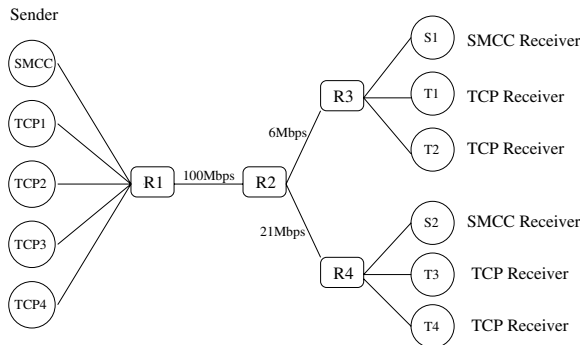 Sender
SMCC
TCP1
TCP2
TCP3
TCP4
R1
100Mbps
R2
6Mbps
21Mbps
R3
R4
S1
SMCC Receiver
T1
TCP Receiver
T2
TCP Receiver
S2
SMCC Receiver
T3
TCP Receiver
T4
TCP Receiver